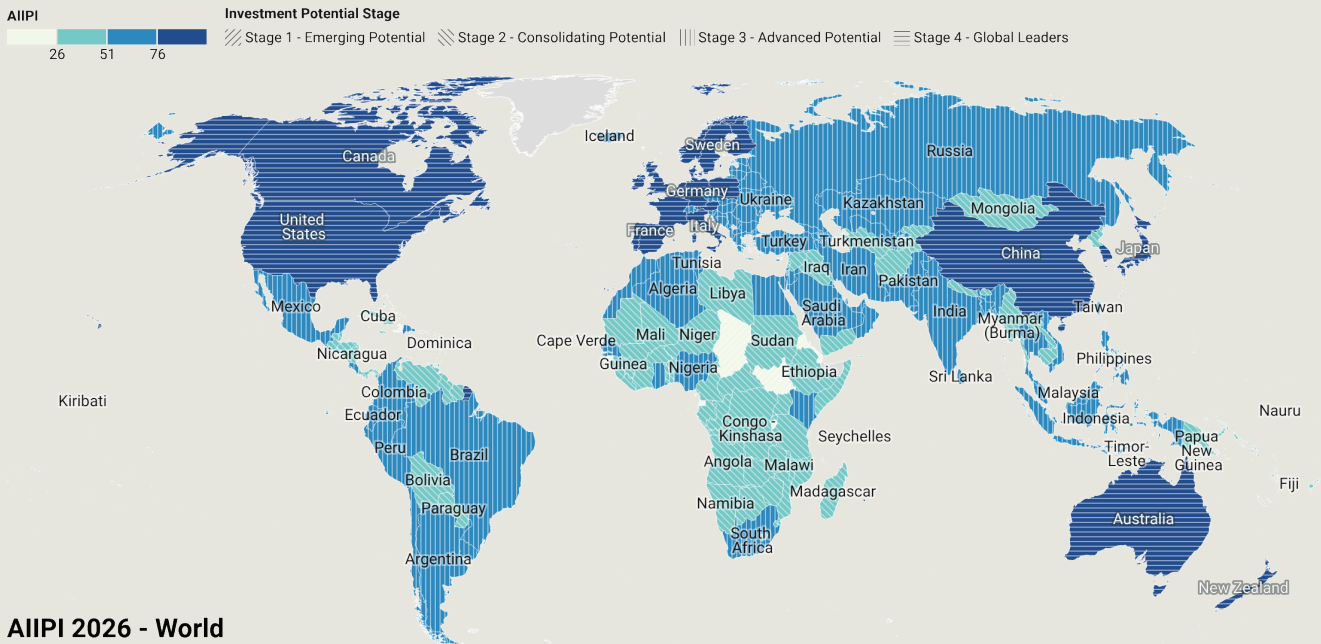 AIIPI
26
51
76
Investment Potential Stage
Stage 1 - Emerging Potential
Stage 2 - Consolidating Potential
Stage 3 - Advanced Potential
Stage 4 - Global Leaders
Iceland
Sweden
Russia
Canada
Germany
Ukraine
Kazakhstan
Mongolia
United
States
France
Italy
Turkey
Turkmenistan
China
Japan
Tunisia
Iraq
Iran
Pakistan
Algeria
Libya
Mexico
Saudi
Arabia
India
Taiwan
Cuba
Myanmar
(Burma)
Dominica
Cape Verde
Mali
Niger
Sudan
Nicaragua
Philippines
Guinea
Nigeria
Ethiopia
Sri Lanka
Colombia
Malaysia
Kiribati
Ecuador
Nauru
Congo -
Kinshasa
Indonesia
Seychelles
Papua
New
Guinea
Peru
Brazil
Timor-
Leste
Angola
Malawi
Bolivia
Madagascar
Fiji
Paraguay
Namibia
Australia
South
Africa
Argentina
New Zealand
AIIPI 2026 - World